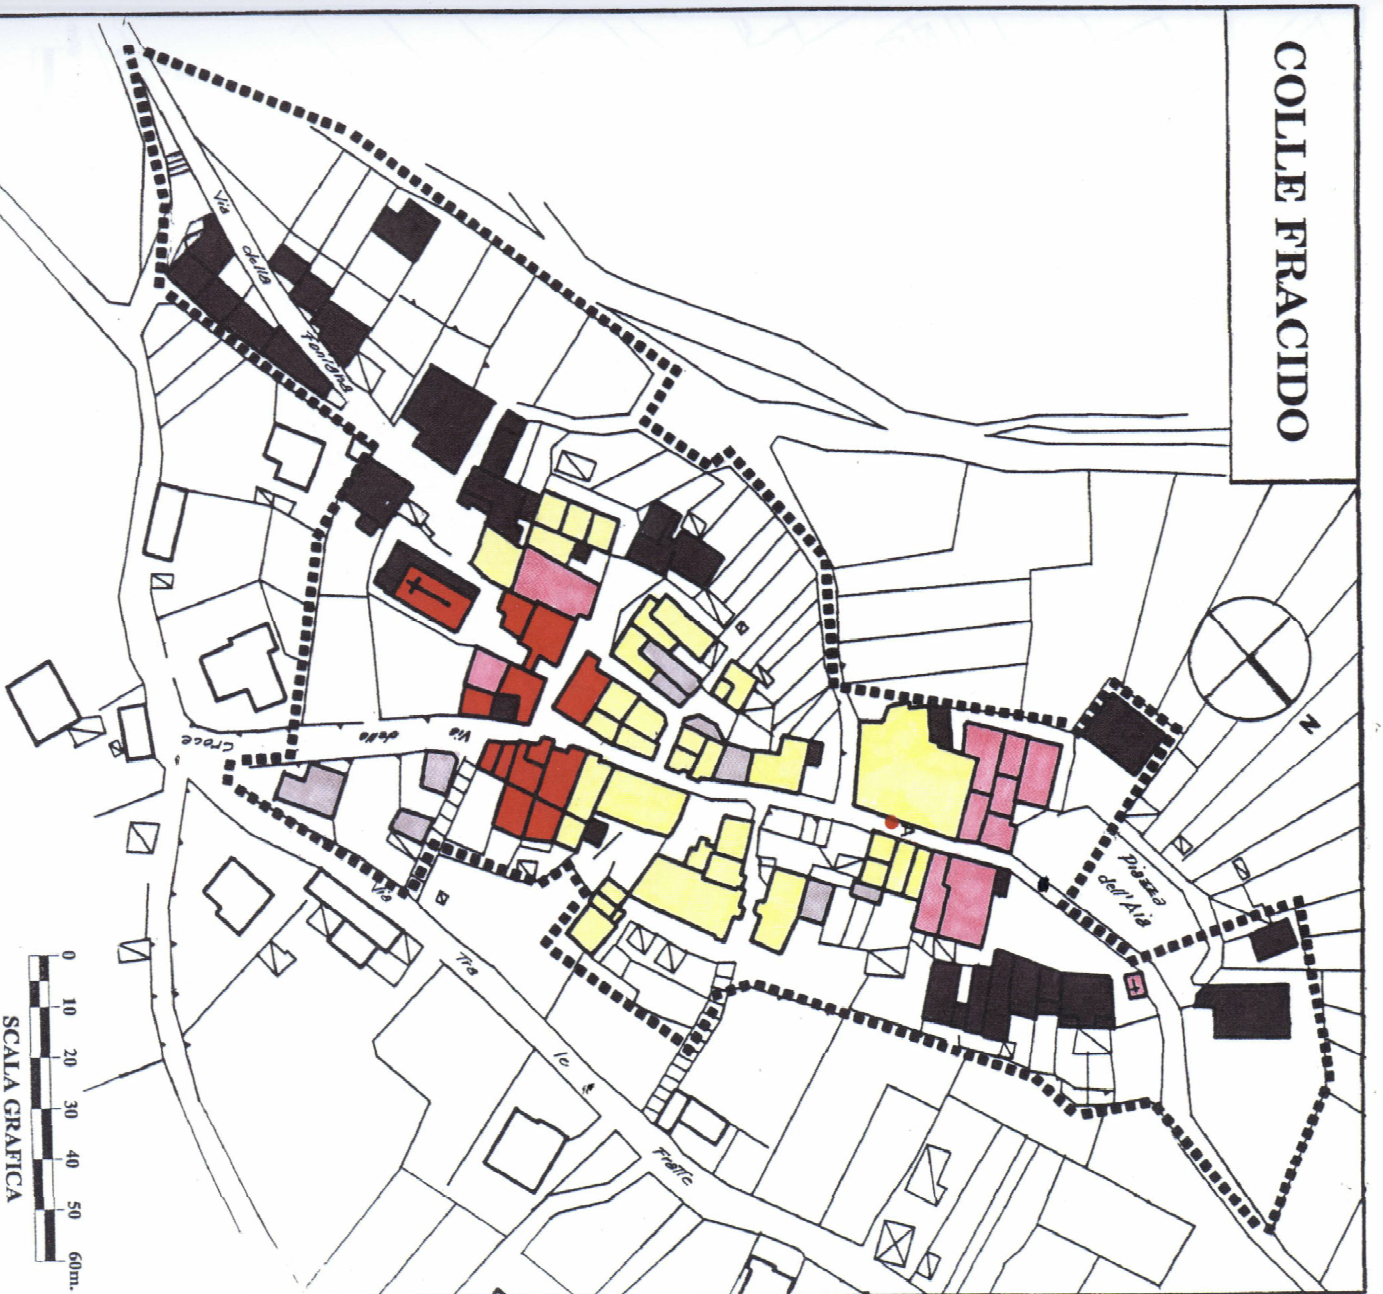 COLLE FRACIDO
N
Via della Fontana
Via della Croce
A
Piazza
dell'Aia
Via Tra le Fratte
0 10 20 30 40 50 60m.
SCALA GRAFICA